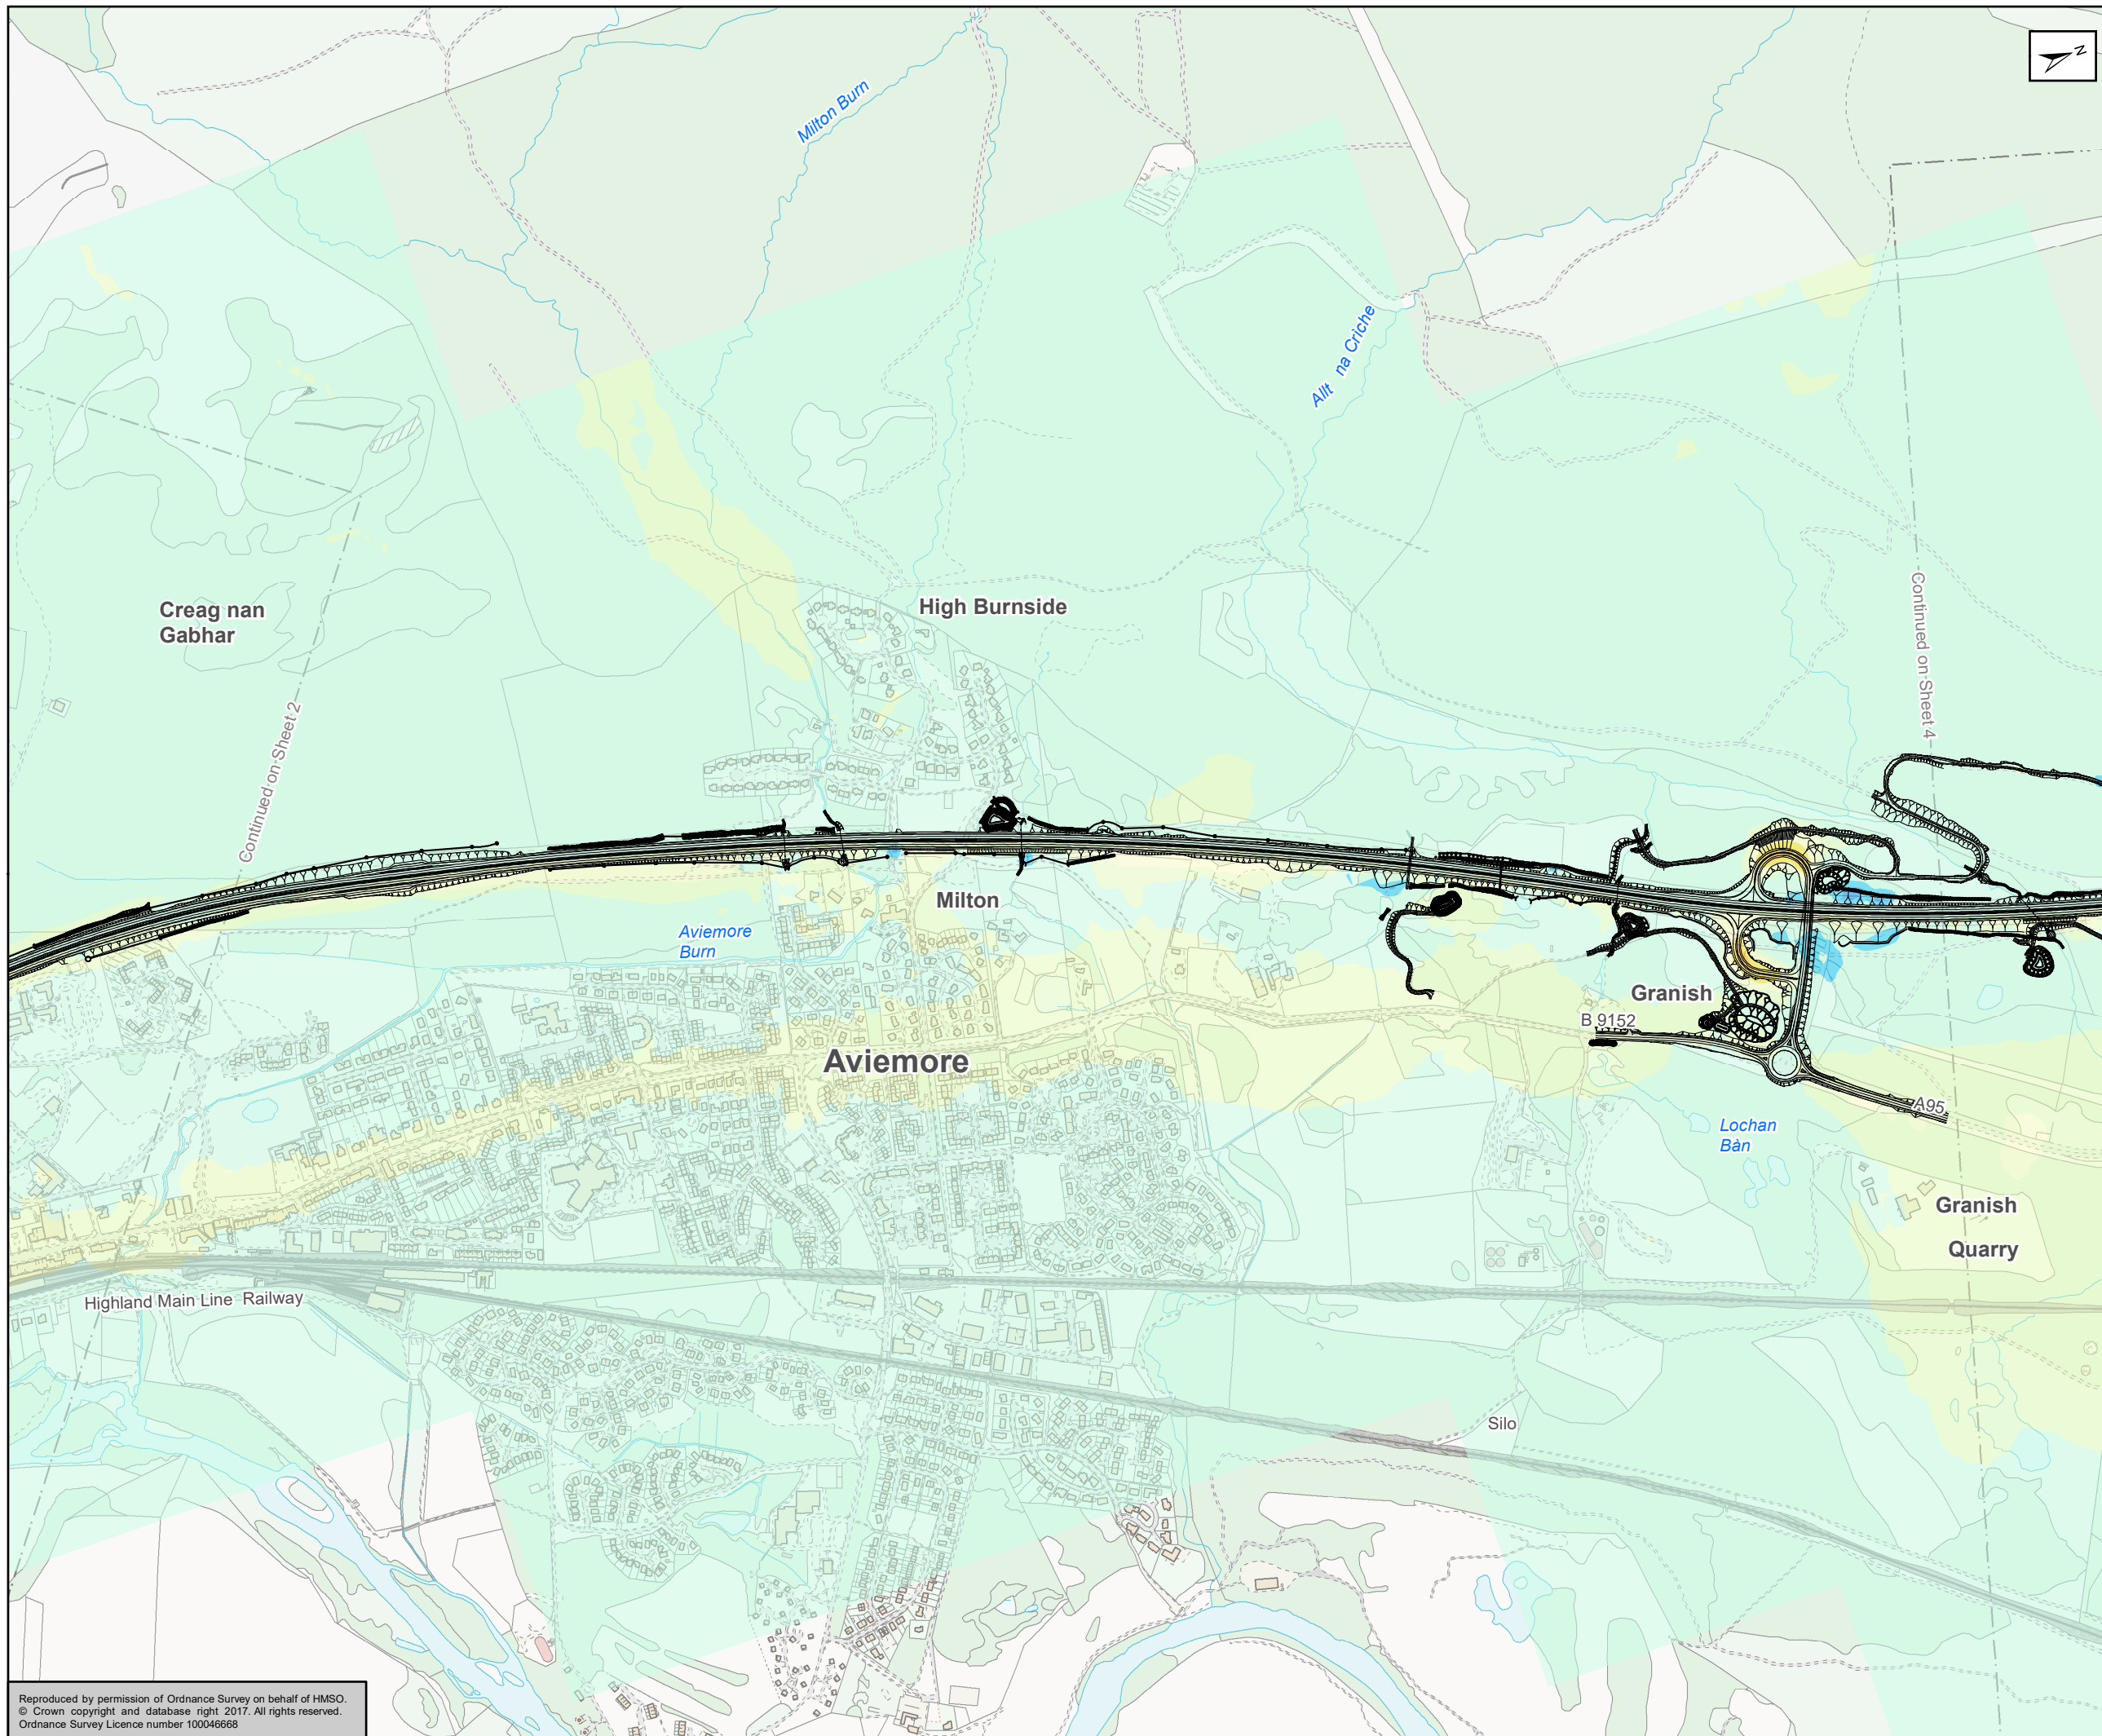 N
Milton Burn
Allt na Criche
Creag nan
Gabhar
High Burnside
Continued on Sheet 4
Continued on Sheet 2
Milton
Aviemore
Burn
Granish
B 9152
Aviemore
A95
Lochan
Bàn
Granish
Quarry
Highland Main Line Railway
Silo
Reproduced by permission of Ordnance Survey on behalf of HMSO.
© Crown copyright and database right 2017. All rights reserved.
Ordnance Survey Licence number 100046668